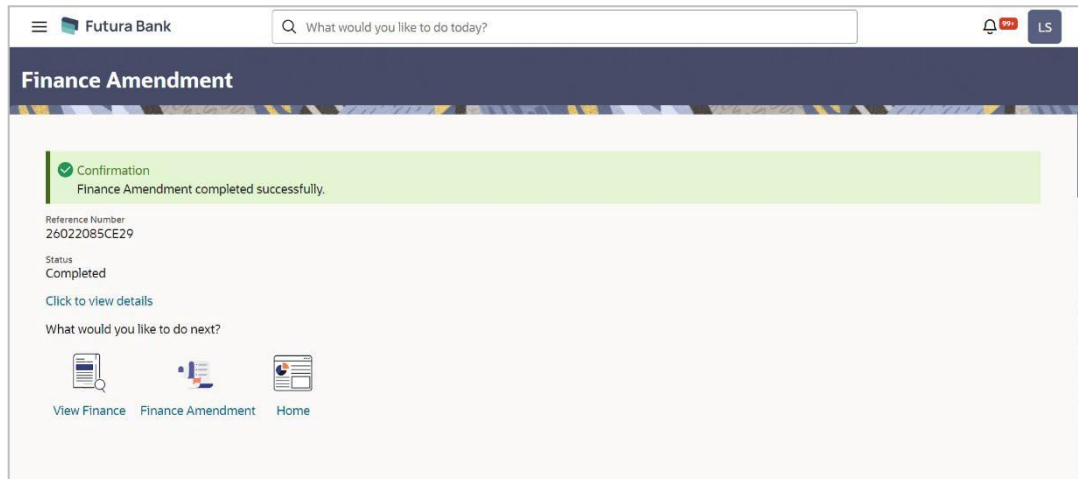 Futura Bank
What would you like to do today?
99+
LS
Finance Amendment
Confirmation
Finance Amendment completed successfully.
Reference Number
26022085CE29
Status
Completed
Click to view details
What would you like to do next?
View Finance Finance Amendment Home